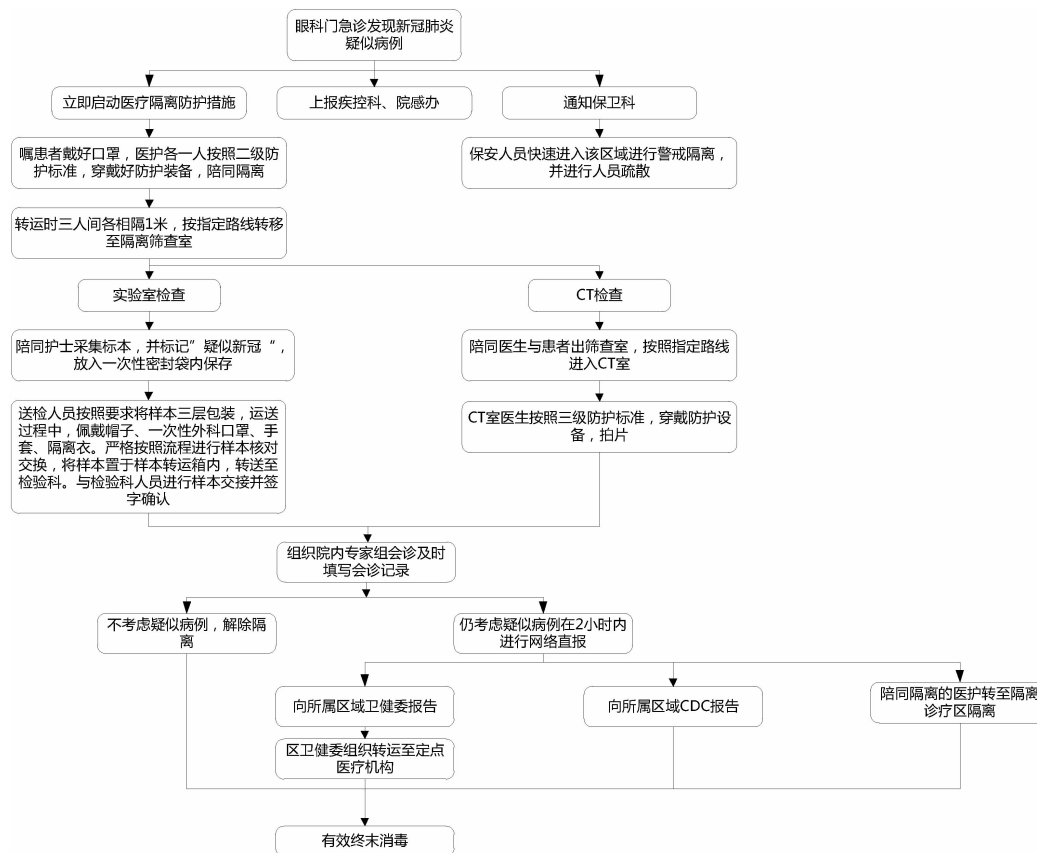 眼科门急诊发现新冠肺炎
疑似病例
立即启动医疗隔离防护措施
上报疾控科、院感办
通知保卫科
嘱患者戴好口罩，医护各一人按照二级防
护标准，穿戴好防护装备，陪同隔离
保安人员快速进入该区域进行警戒隔离，
并进行人员疏散
转运时三人间各相隔1米，按指定路线转移
至隔离筛查室
实验室检查
CT检查
陪同护士采集标本，并标记”疑似新冠“，
放入一次性密封袋内保存
陪同医生与患者出筛查室，按照指定路线
进入CT室
送检人员按照要求将样本三层包装，运送
过程中，佩戴帽子、一次性外科口罩、手
套、隔离衣。严格按照流程进行样本核对
交换，将样本置于样本转运箱内，转送至
检验科。与检验科人员进行样本交接并签
字确认
CT室医生按照三级防护标准，穿戴防护设
备，拍片
组织院内专家组会诊及时
填写会诊记录
不考虑疑似病例，解除隔
离
仍考虑疑似病例在2小时内
进行网络直报
向所属区域卫健委报告
向所属区域CDC报告
陪同隔离的医护转至隔离
诊疗区隔离
区卫健委组织转运至定点
医疗机构
有效终末消毒